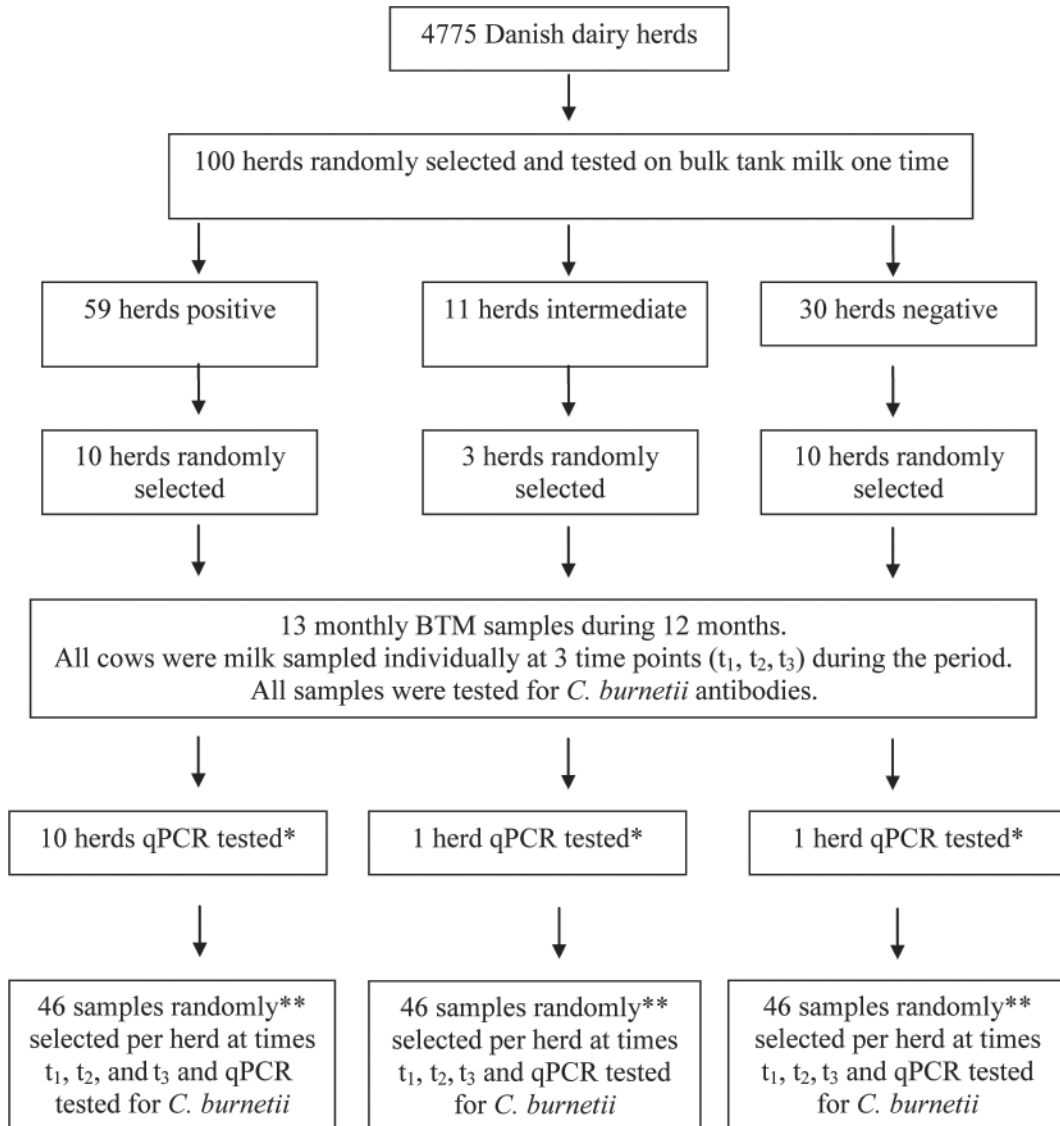 4775 Danish dairy herds
100 herds randomly selected and tested on bulk tank milk one time
59 herds positive
11 herds intermediate
30 herds negative
10 herds randomly
selected
3 herds randomly
selected
10 herds randomly
selected
13 monthly BTM samples during 12 months.
All cows were milk sampled individually at 3 time points (t₁, t₂, t₃) during the period.
All samples were tested for C. burnetii antibodies.
10 herds qPCR tested*
1 herd qPCR tested*
1 herd qPCR tested*
46 samples randomly**
selected per herd at times
t₁, t₂, and t₃ and qPCR
tested for C. burnetii
46 samples randomly**
selected per herd at times
t₁, t₂, t₃ and qPCR tested
for C. burnetii
46 samples randomly**
selected per herd at times
t₁, t₂, t₃ and qPCR tested
for C. burnetii